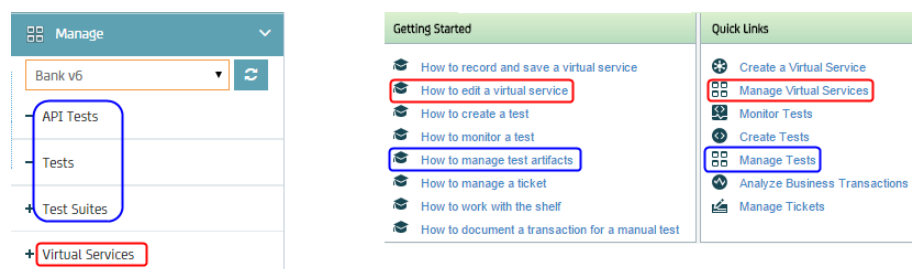 Manage
Bank v6
API Tests
Tests
Test Suites
Virtual Services
Getting Started
How to record and save a virtual service
How to edit a virtual service
How to create a test
How to monitor a test
How to manage test artifacts
How to manage a ticket
How to work with the shelf
How to document a transaction for a manual test
Quick Links
Create a Virtual Service
Manage Virtual Services
Monitor Tests
Create Tests
Manage Tests
Analyze Business Transactions
Manage Tickets